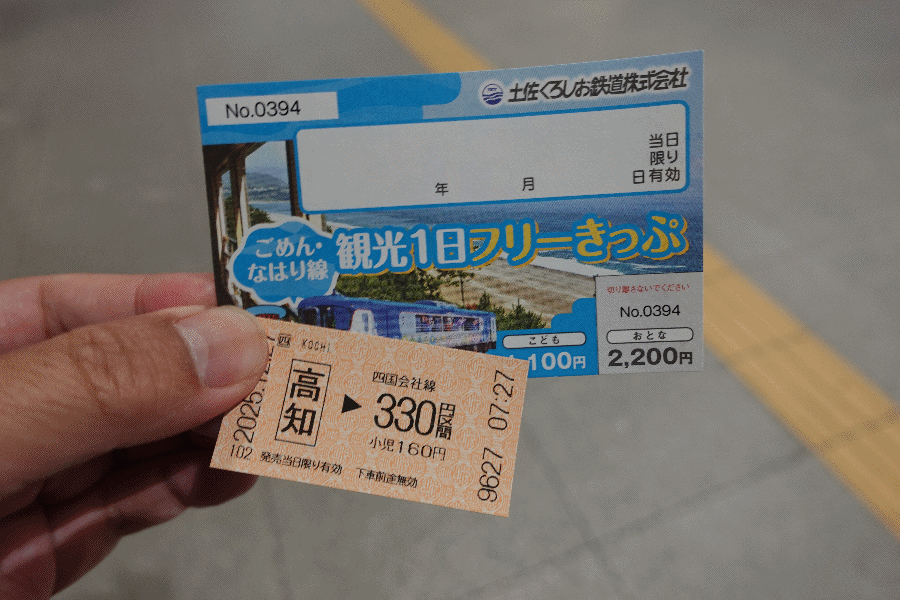 No.0394
土佐くろしお鉄道株式会社
当日
限り
年 月 日有効
ごめん・
なはり線
観光1日フリーきっぷ
切り離さないでください
No.0394
こども
1,100円
おとな
2,200円
四 KOCHI
高知
四国会社線
▶ 330円区間
小児160円
発売当日限り有効 下車前途無効
102
9627 07:27